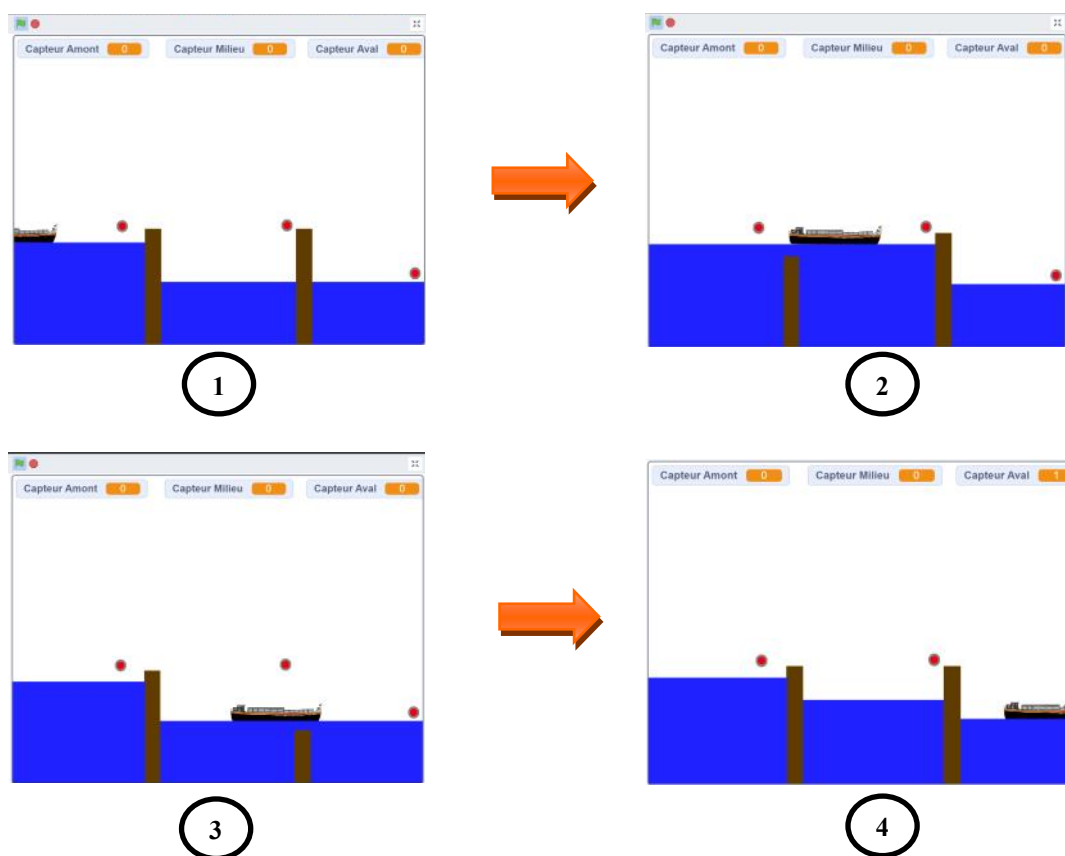 Capteur Amont 0 Capteur Milieu 0 Capteur Aval 0
Capteur Amont 0 Capteur Milieu 0 Capteur Aval 0
1
2
Capteur Amont 0 Capteur Milieu 0 Capteur Aval 0
Capteur Amont 0 Capteur Milieu 0 Capteur Aval 1
3
4